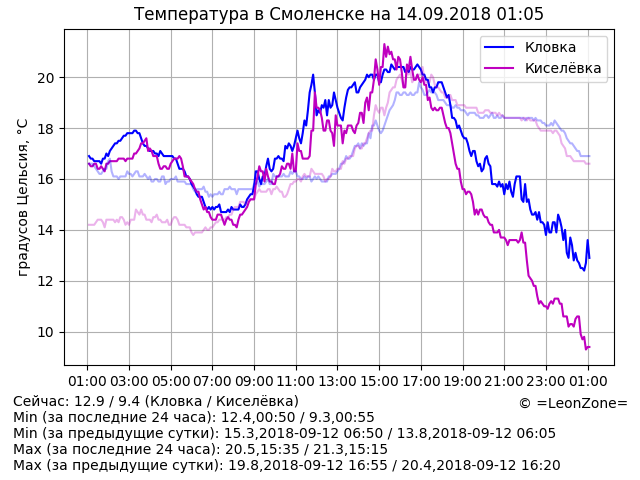 Температура в Смоленске на 14.09.2018 01:05
Кловка
Киселёвка
градусов Цельсия, °C
20
18
16
14
12
10
01:00 03:00 05:00 07:00 09:00 11:00 13:00 15:00 17:00 19:00 21:00 23:00 01:00
Сейчас: 12.9 / 9.4 (Кловка / Киселёвка)
© =LeonZone=
Min (за последние 24 часа): 12.4,00:50 / 9.3,00:55
Min (за предыдущие сутки): 15.3,2018-09-12 06:50 / 13.8,2018-09-12 06:05
Max (за последние 24 часа): 20.5,15:35 / 21.3,15:15
Max (за предыдущие сутки): 19.8,2018-09-12 16:55 / 20.4,2018-09-12 16:20